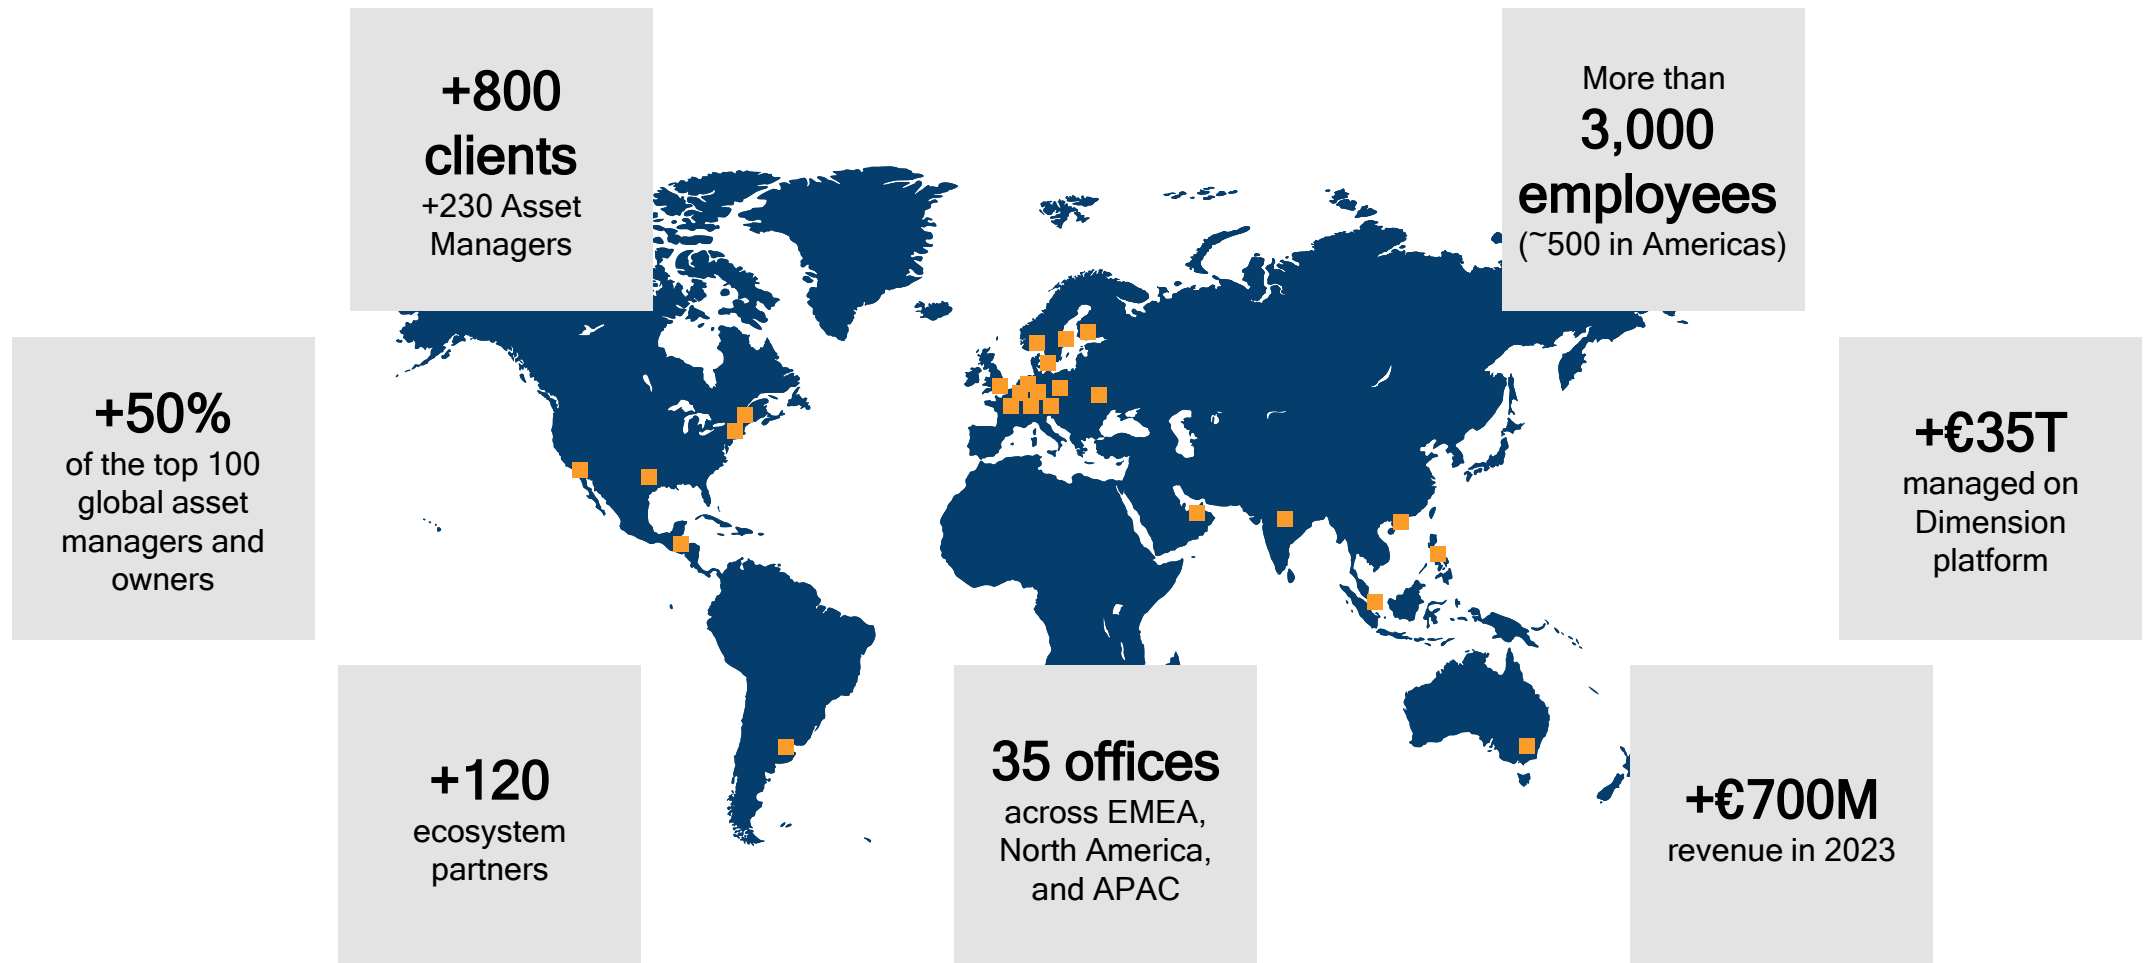 +800
clients
+230 Asset
Managers
More than
3,000
employees
(~500 in Americas)
+50%
of the top 100
global asset
managers and
owners
+€35T
managed on
Dimension
platform
+120
ecosystem
partners
35 offices
across EMEA,
North America,
and APAC
+€700M
revenue in 2023